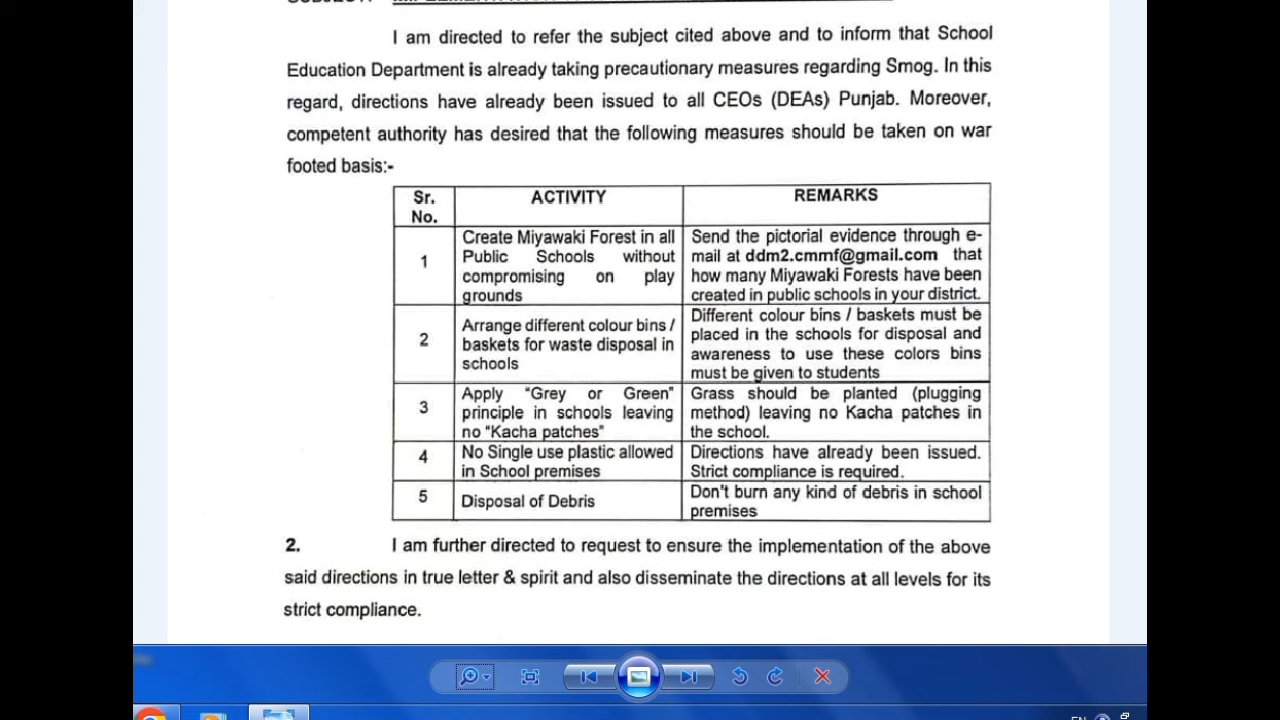 I am directed to refer the subject cited above and to inform that School
Education Department is already taking precautionary measures regarding Smog. In this
regard, directions have already been issued to all CEOs (DEAs) Punjab. Moreover,
competent authority has desired that the following measures should be taken on war
footed basis:-
Sr. No. ACTIVITY REMARKS
1
Create Miyawaki Forest in all
Public Schools without
compromising on play
grounds
Send the pictorial evidence through e-
mail at ddm2.cmmf@gmail.com that
how many Miyawaki Forests have been
created in public schools in your district.
2
Arrange different colour bins /
baskets for waste disposal in
schools
Different colour bins / baskets must be
placed in the schools for disposal and
awareness to use these colors bins
must be given to students
3
Apply "Grey or Green"
principle in schools leaving
no "Kacha patches"
Grass should be planted (plugging
method) leaving no Kacha patches in
the school.
4
No Single use plastic allowed
in School premises
Directions have already been issued.
Strict compliance is required.
5
Disposal of Debris
Don"t burn any kind of debris in school
premises
2. I am further directed to request to ensure the implementation of the above
said directions in true letter & spirit and also disseminate the directions at all levels for its
strict compliance.